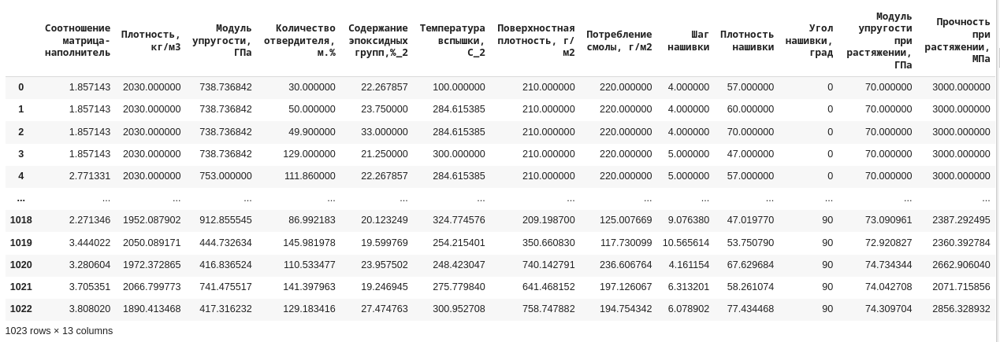 Соотношение матрица-наполнитель Плотность, кг/м3 Модуль упругости, ГПа Количество отвердителя, м.% Содержание эпоксидных групп,%_2 Температура вспышки, С_2 Поверхностная плотность, г/м2 Потребление смолы, г/м2 Шаг нашивки Плотность нашивки Угол нашивки, град Модуль упругости при растяжении, ГПа Прочность при растяжении, МПа
0 1.857143 2030.000000 738.736842 30.000000 22.267857 100.000000 210.000000 220.000000 4.000000 57.000000 0 70.000000 3000.000000
1 1.857143 2030.000000 738.736842 50.000000 23.750000 284.615385 210.000000 220.000000 4.000000 60.000000 0 70.000000 3000.000000
2 1.857143 2030.000000 738.736842 49.900000 33.000000 284.615385 210.000000 220.000000 4.000000 70.000000 0 70.000000 3000.000000
3 1.857143 2030.000000 738.736842 129.000000 21.250000 300.000000 210.000000 220.000000 5.000000 47.000000 0 70.000000 3000.000000
4 2.771331 2030.000000 753.000000 111.860000 22.267857 284.615385 210.000000 220.000000 5.000000 57.000000 0 70.000000 3000.000000
... ... ... ... ... ... ... ... ... ... ... ... ... ...
1018 2.271346 1952.087902 912.855545 86.992183 20.123249 324.774576 209.198700 125.007669 9.076380 47.019770 90 73.090961 2387.292495
1019 3.444022 2050.089171 444.732634 145.981978 19.599769 254.215401 350.660830 117.730099 10.565614 53.750790 90 72.920827 2360.392784
1020 3.280604 1972.372865 416.836524 110.533477 23.957502 248.423047 740.142791 236.606764 4.161154 67.629684 90 74.734344 2662.906040
1021 3.705351 2066.799773 741.475517 141.397963 19.246945 275.779840 641.468152 197.126067 6.313201 58.261074 90 74.042708 2071.715856
1022 3.808020 1890.413468 417.316232 129.183416 27.474763 300.952708 758.747882 194.754342 6.078902 77.434468 90 74.309704 2856.328932
1023 rows × 13 columns